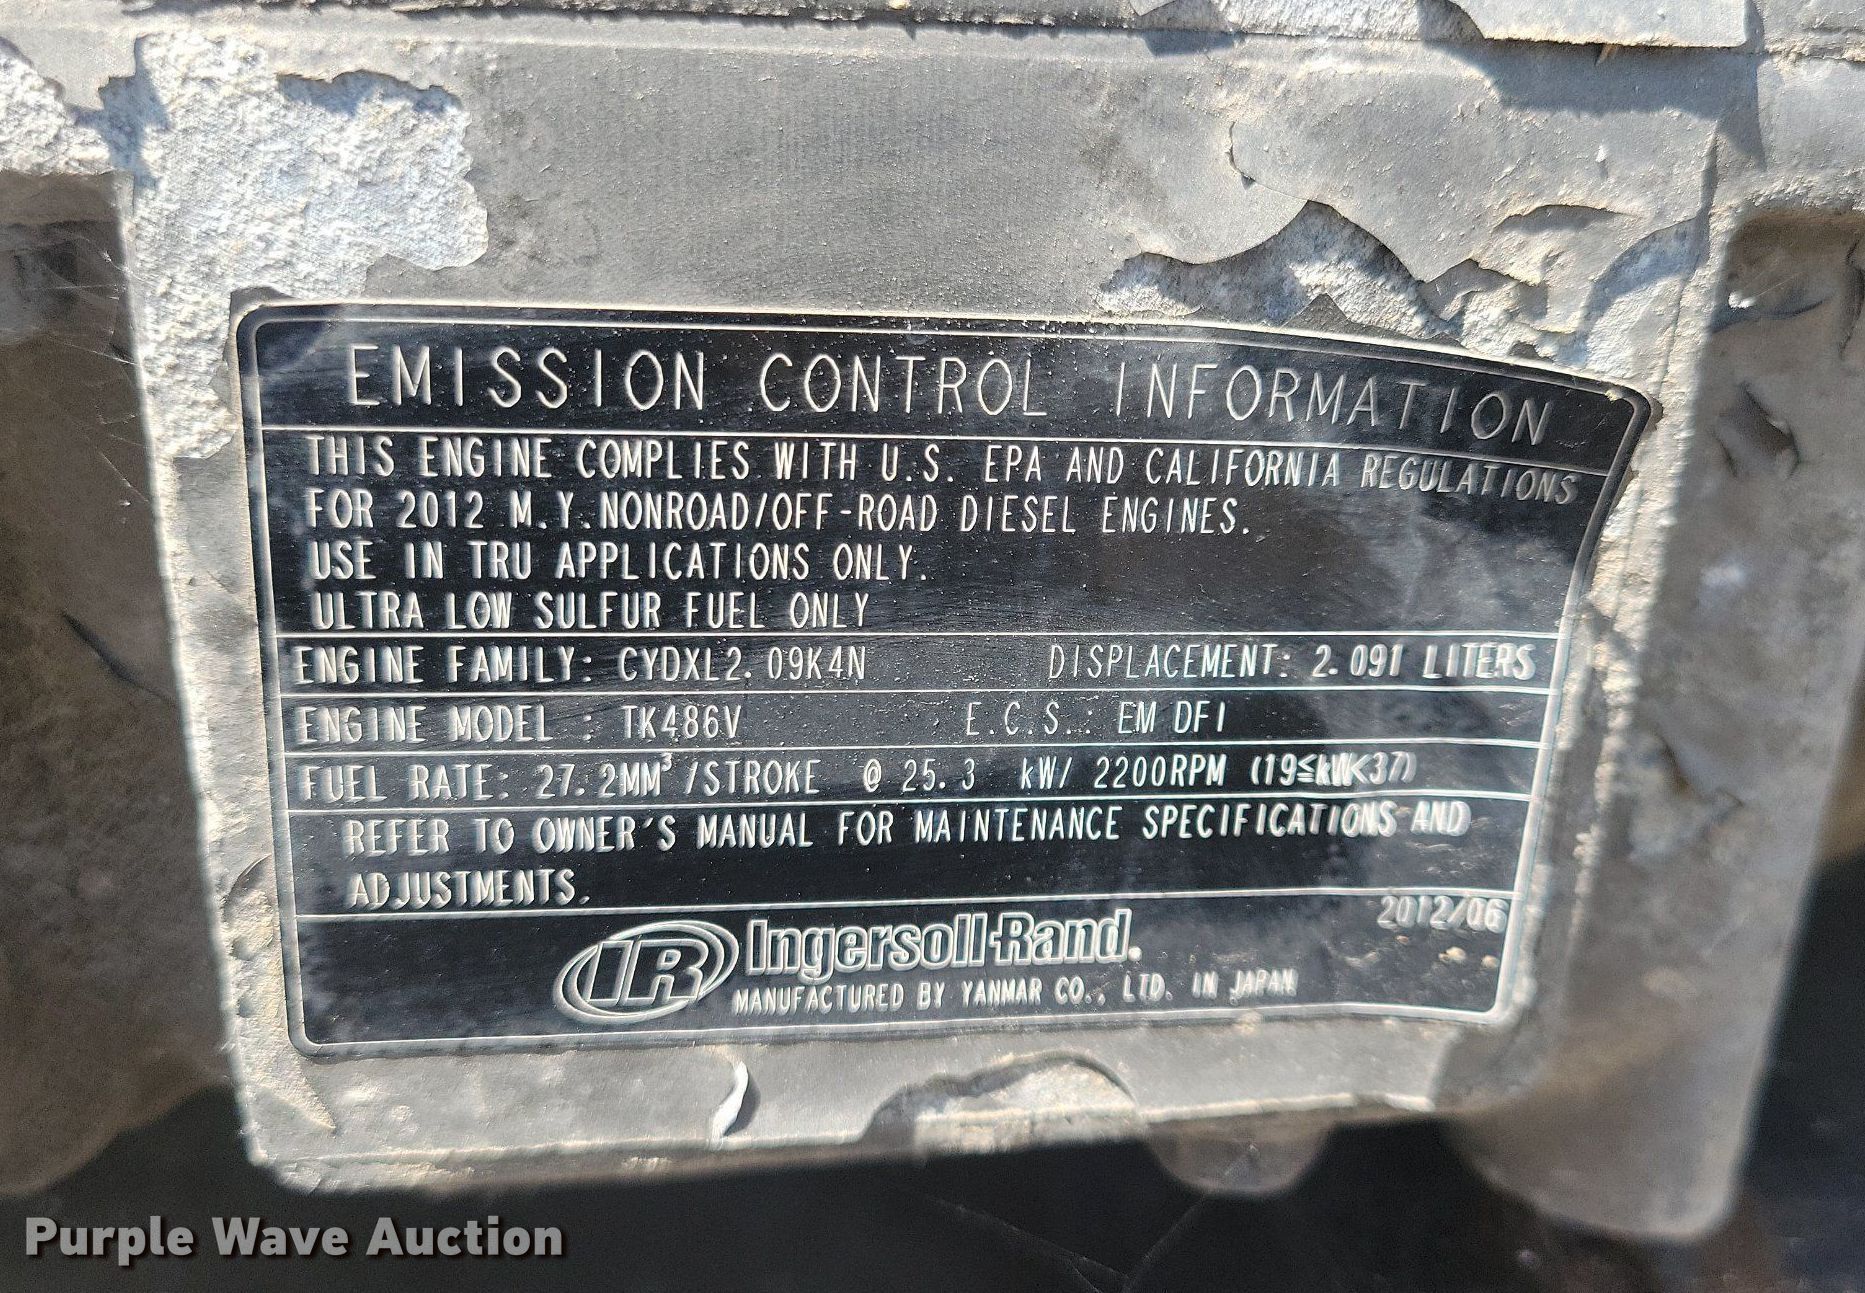 EMISSION CONTROL INFORMATION
THIS ENGINE COMPLIES WITH U.S. EPA AND CALIFORNIA REGULATIONS
FOR 2012 M.Y. NONROAD/OFF-ROAD DIESEL ENGINES.
USE IN TRU APPLICATIONS ONLY.
ULTRA LOW SULFUR FUEL ONLY
ENGINE FAMILY: CYDXL2.09K4N DISPLACEMENT: 2.091 LITERS
ENGINE MODEL : TK486V E.C.S.: EM DFI
FUEL RATE: 27.2MM³/STROKE @ 25.3 kW/ 2200RPM (19≤kW<37)
REFER TO OWNER'S MANUAL FOR MAINTENANCE SPECIFICATIONS AND
ADJUSTMENTS.
2012/06
IR Ingersoll-Rand.
MANUFACTURED BY YANMAR CO., LTD. IN JAPAN
Purple Wave Auction